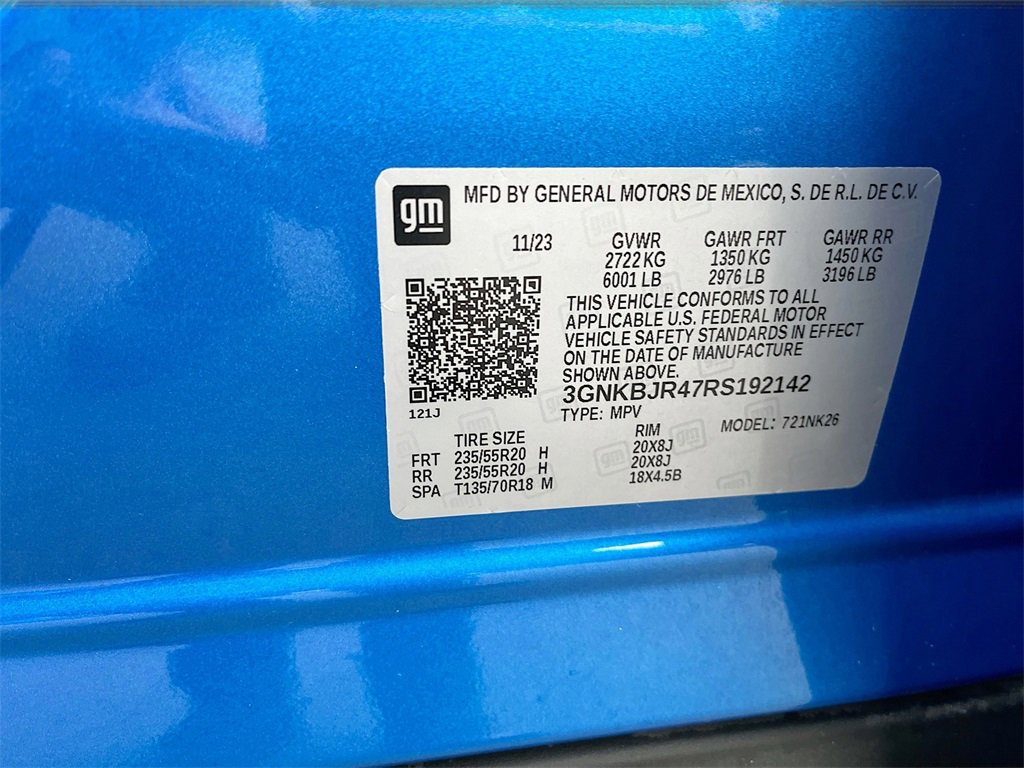 gm
MFD BY GENERAL MOTORS DE MEXICO, S. DE R.L. DE C.V.
11/23 GVWR GAWR FRT GAWR RR
2722 KG 1350 KG 1450 KG
6001 LB 2976 LB 3196 LB
THIS VEHICLE CONFORMS TO ALL
APPLICABLE U.S. FEDERAL MOTOR
VEHICLE SAFETY STANDARDS IN EFFECT
ON THE DATE OF MANUFACTURE
SHOWN ABOVE.
3GNKBJR47RS192142
121J
TYPE: MPV MODEL: 721NK26
TIRE SIZE RIM
FRT 235/55R20 H 20X8J
RR 235/55R20 H 20X8J
SPA T135/70R18 M 18X4.5B